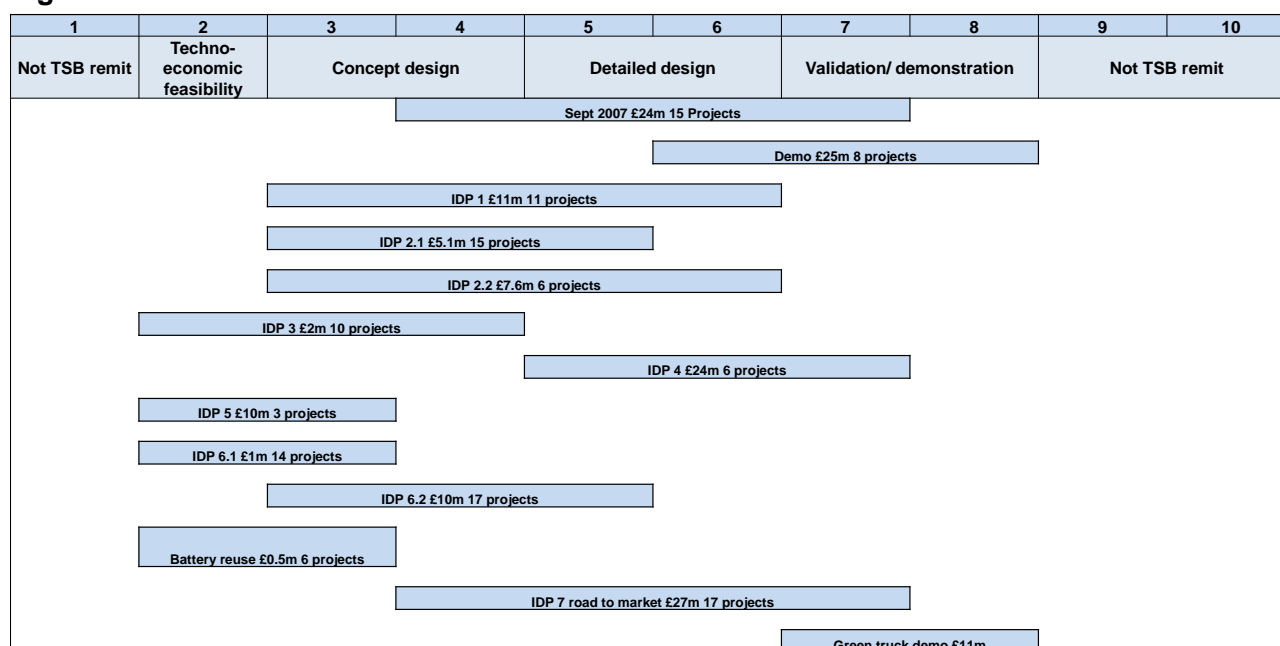 1 2 3 4 5 6 7 8 9 10
Not TSB remit Techno-economic feasibility Concept design Detailed design Validation/ demonstration Not TSB remit
Sept 2007 £24m 15 Projects
Demo £25m 8 projects
IDP 1 £11m 11 projects
IDP 2.1 £5.1m 15 projects
IDP 2.2 £7.6m 6 projects
IDP 3 £2m 10 projects
IDP 4 £24m 6 projects
IDP 5 £10m 3 projects
IDP 6.1 £1m 14 projects
IDP 6.2 £10m 17 projects
Battery reuse £0.5m 6 projects
IDP 7 road to market £27m 17 projects
Green truck demo £11m